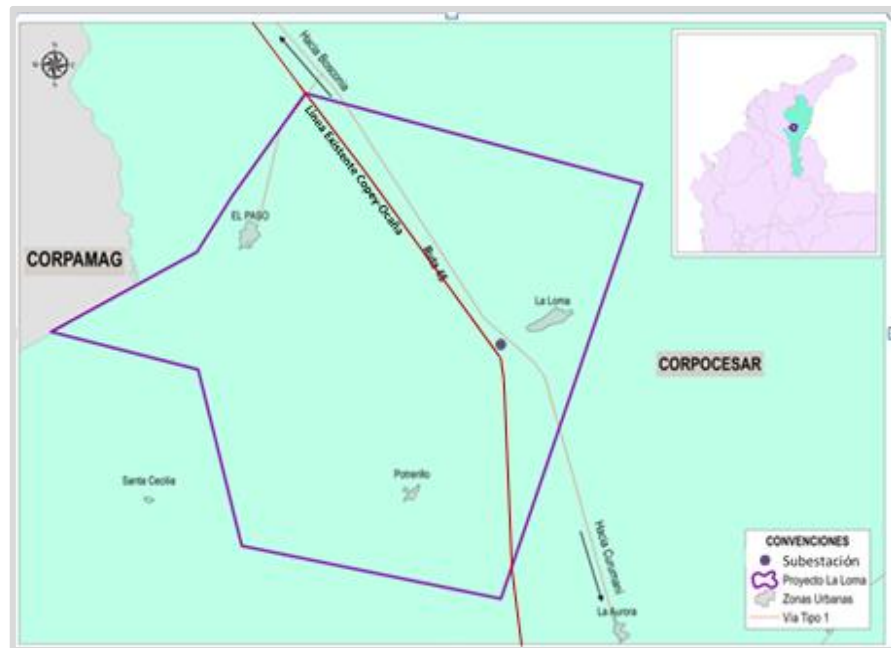 Hacia Bosconia
Línea Existente Copey-Ocaña
Ruta 45
EL PASO
CORPAMAG
La Loma
CORPOCESAR
Santa Cecilia
Potrerillo
Hacia Curumaní
La Aurora
CONVENCIONES
Subestación
Proyecto La Loma
Zonas Urbanas
Via Tipo 1